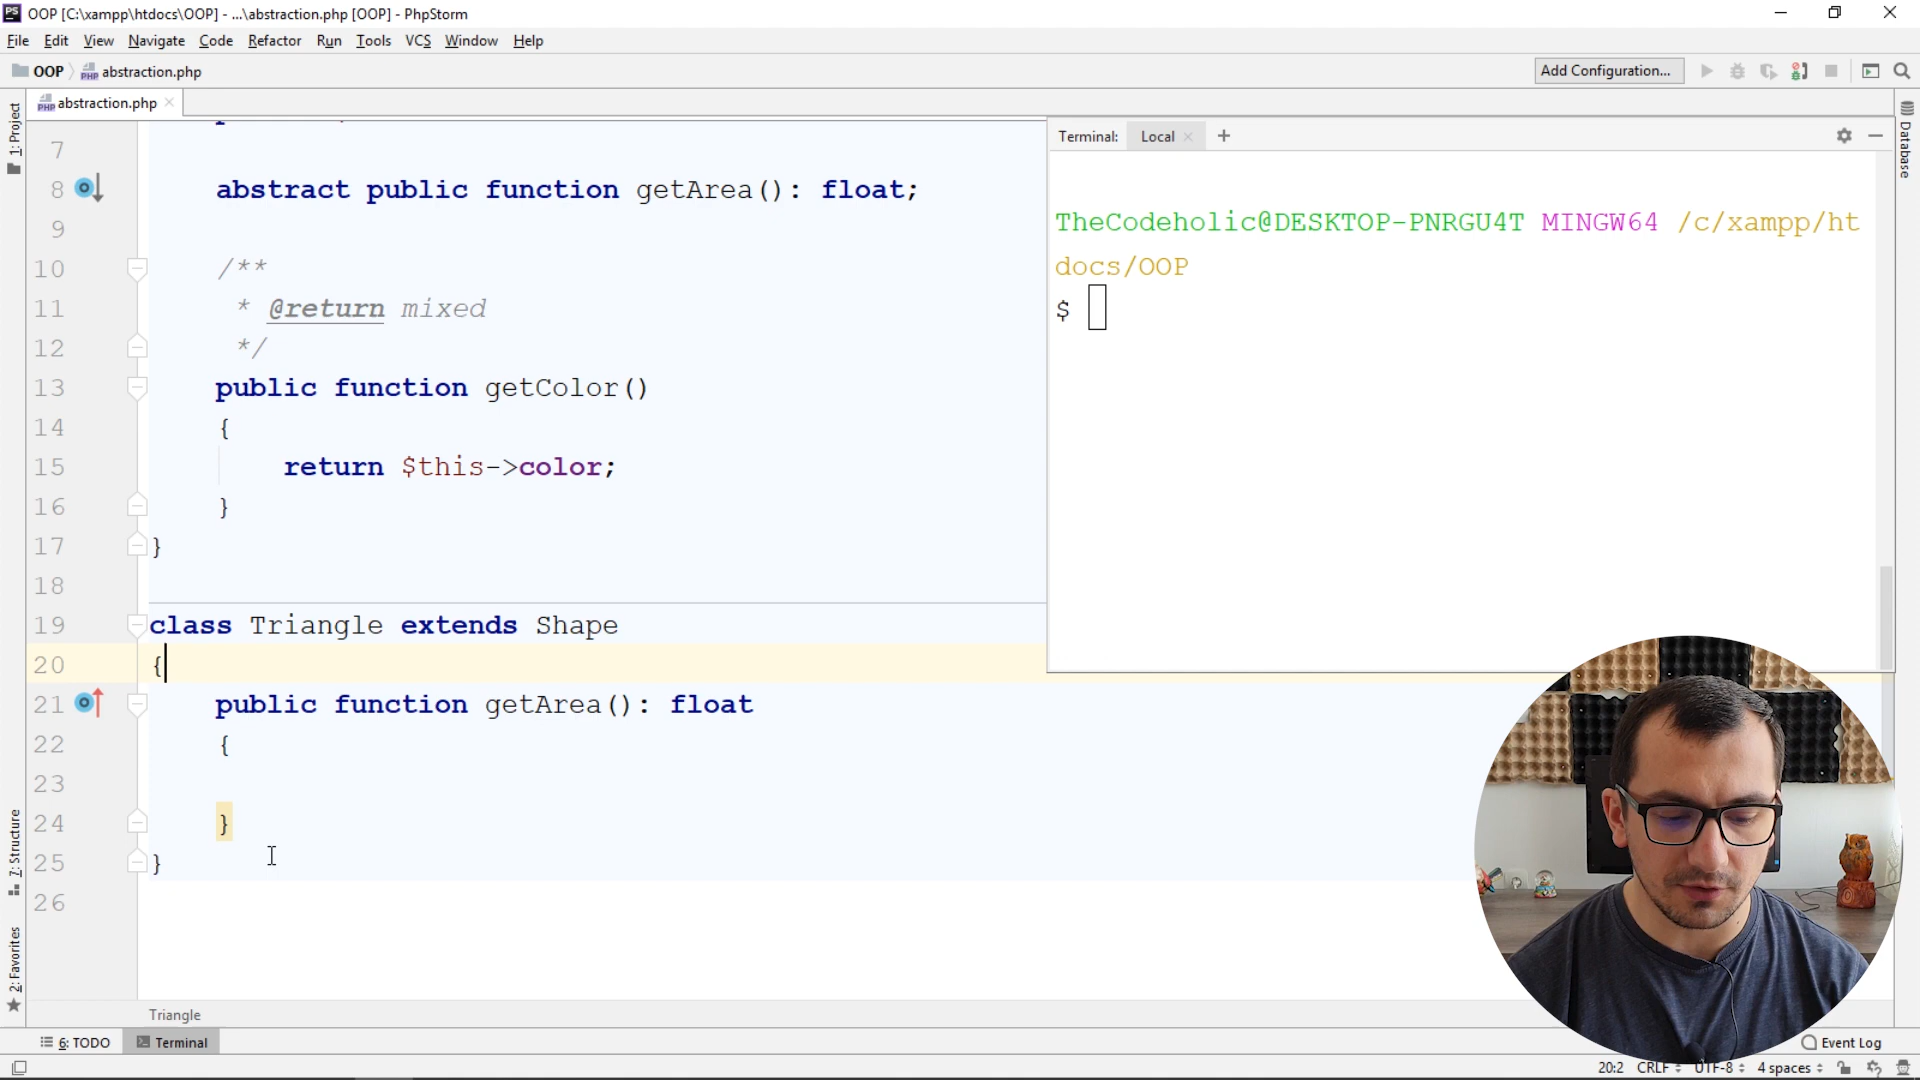 OOP [C:\xampp\htdocs\OOP] - ...\abstraction.php [OOP] - PhpStorm
File Edit View Navigate Code Refactor Run Tools VCS Window Help
OOP abstraction.php Add Configuration...
abstraction.php
1: Project
Database
Terminal: Local
7
8 abstract public function getArea(): float;
9
10 /**
11 * @return mixed
12 */
13 public function getColor()
14 {
15 return $this->color;
16 }
17 }
18
19 class Triangle extends Shape
20 {
21 public function getArea(): float
22 {
23
24 }
25 }
26
TheCodeholic@DESKTOP-PNRGU4T MINGW64 /c/xampp/ht
docs/OOP
$
7: Structure
2: Favorites
Triangle
6: TODO Terminal Event Log
20:2 CRLF UTF-8 4 spaces